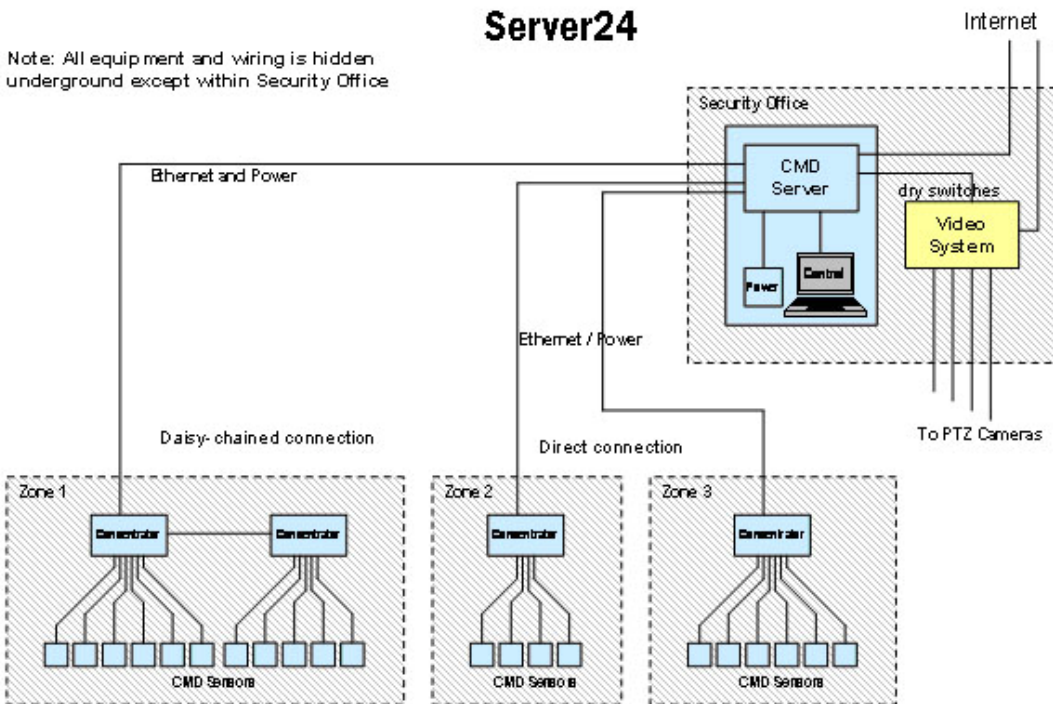 Server24
Internet
Note: All equipment and wiring is hidden
underground except within Security Office
Security Office
CMD
Server
Ethernet and Power
dry switches
Video
System
Power
Control
Ethernet / Power
Daisy-chained connection
Direct connection
To PTZ Cameras
Zone 1
Zone 2
Zone 3
Concentrator
Concentrator
Concentrator
Concentrator
CMD Sensors
CMD Sensors
CMD Sensors